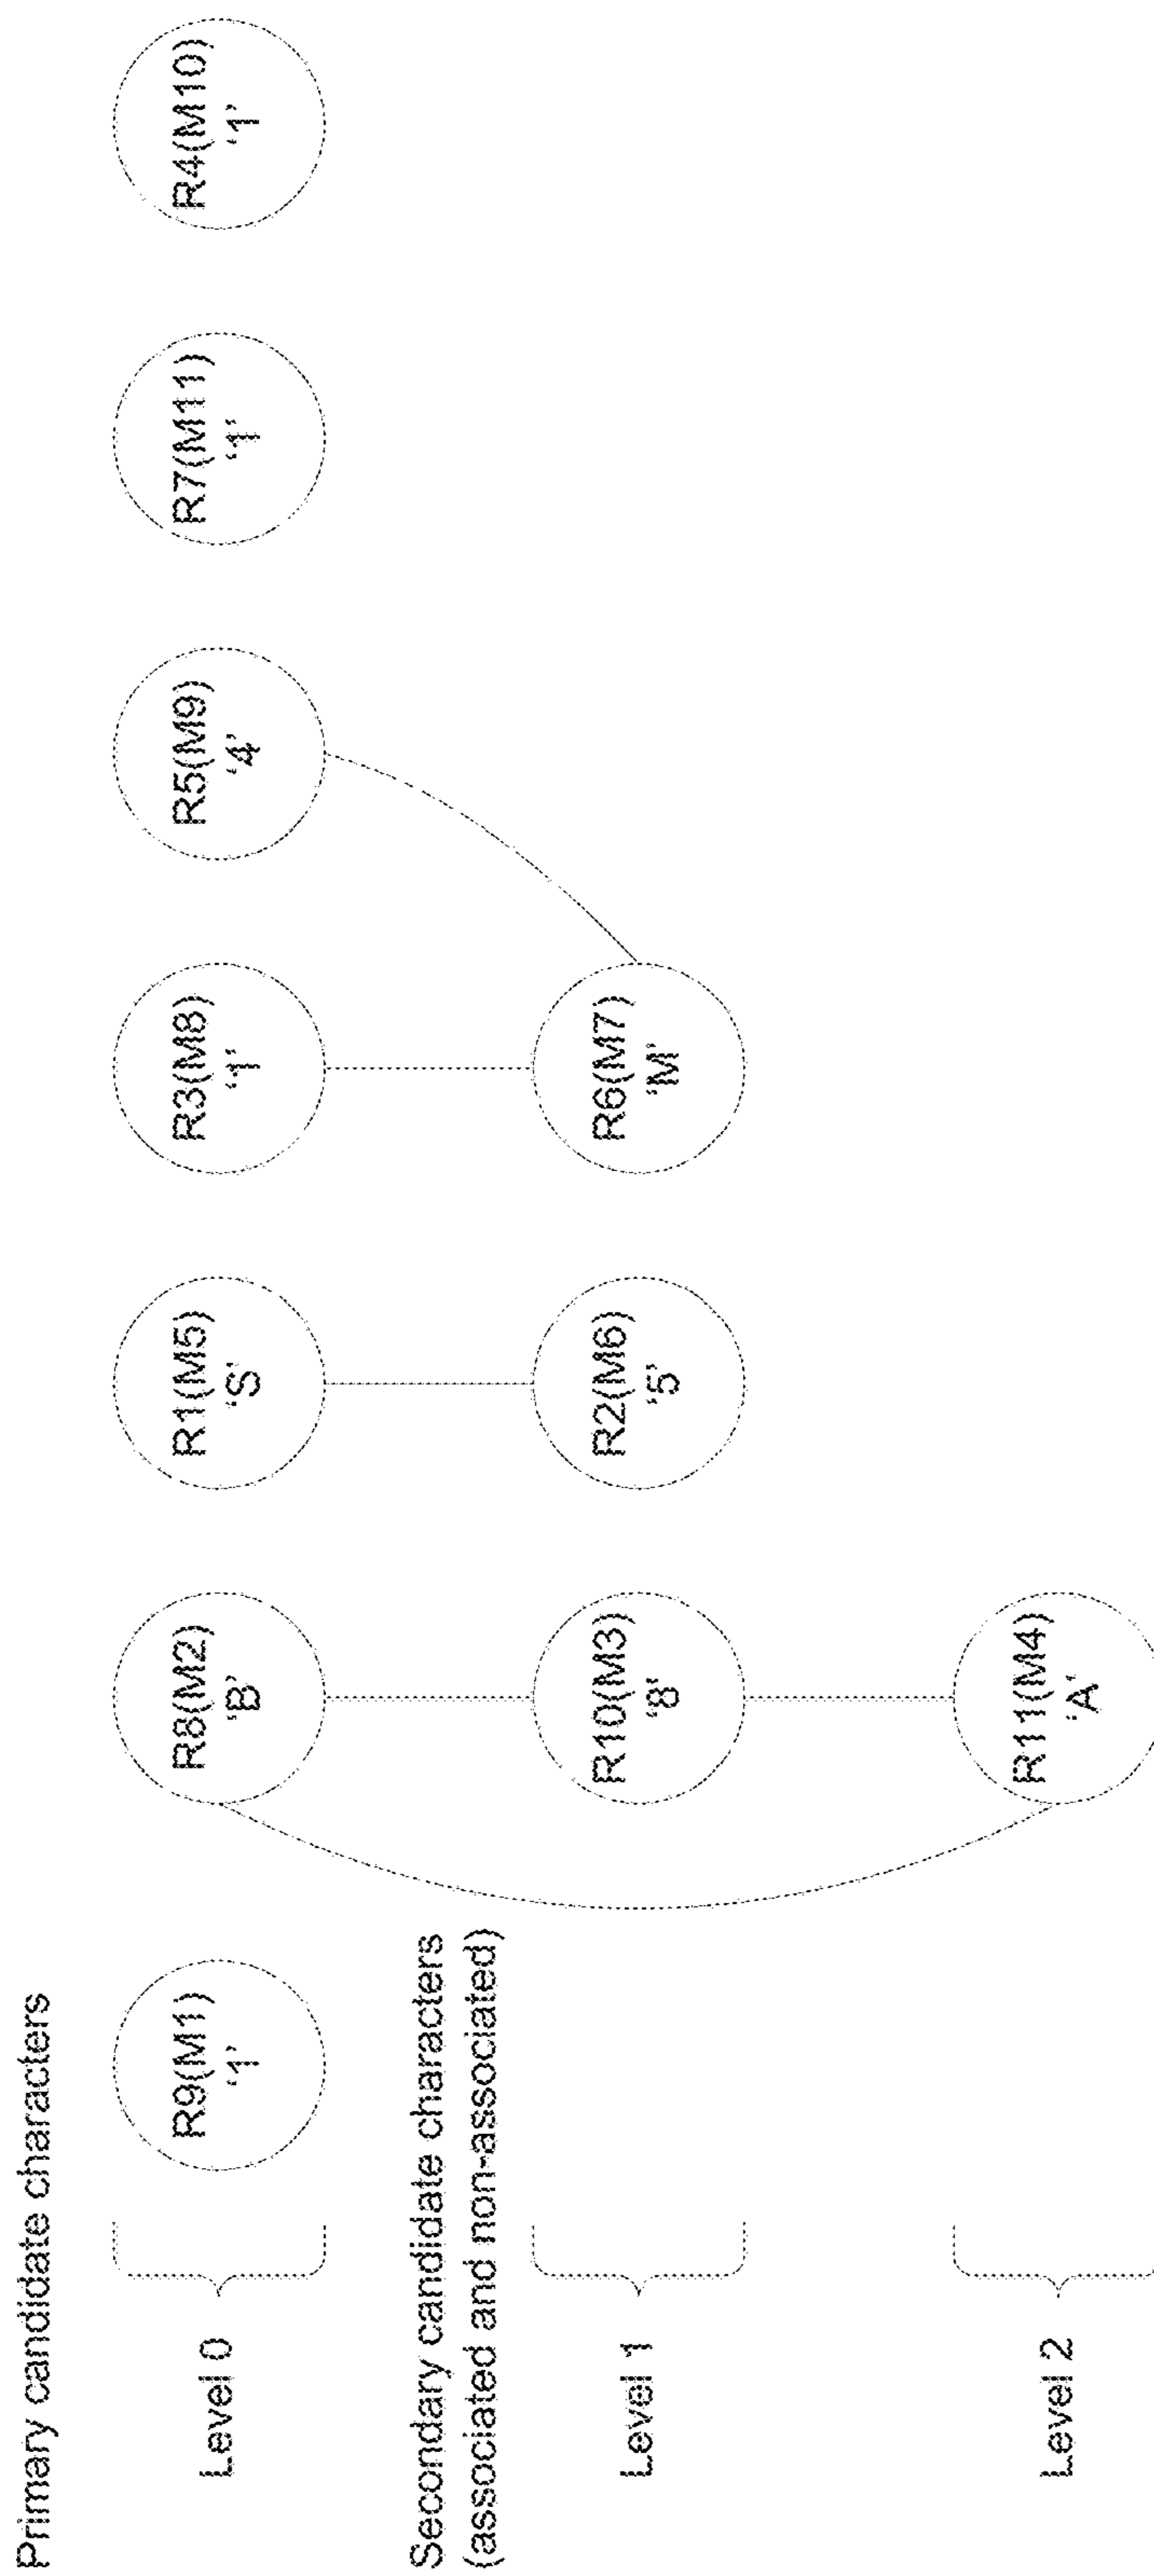 Primary candidate characters
Level 0
R9(M1)
‘1’
R8(M2)
‘B’
R1(M5)
‘S’
R3(M8)
‘1’
R5(M9)
‘4’
R7(M11)
‘1’
R4(M10)
‘1’
Secondary candidate characters
(associated and non-associated)
Level 1
R10(M3)
‘8’
R2(M6)
‘5’
R6(M7)
‘M’
Level 2
R11(M4)
‘A’